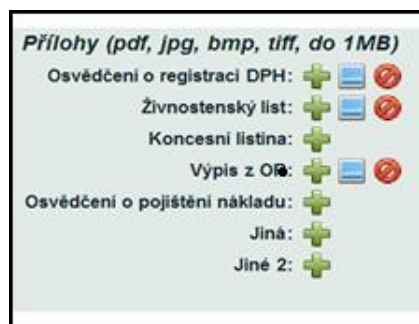 Přílohy (pdf, jpg, bmp, tiff, do 1MB)
Osvědčení o registraci DPH:
Živnostenský list:
Koncesní listina:
Výpis z OR:
Osvědčení o pojištění nákladu:
Jiná:
Jiné 2: